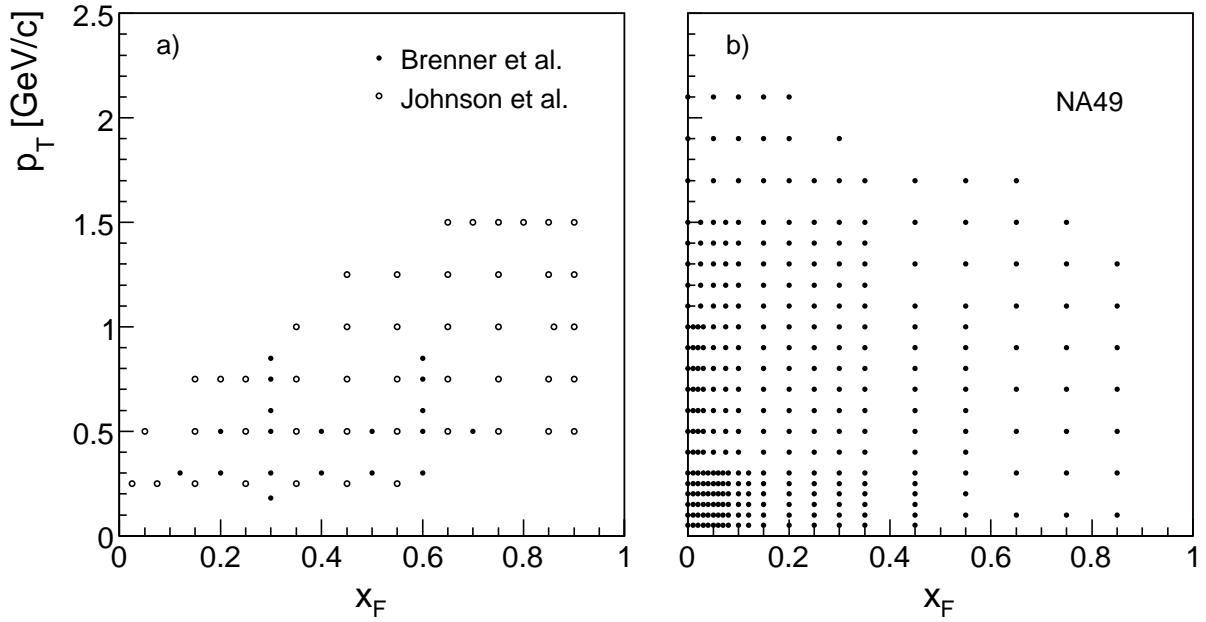 a)
Brenner et al.
Johnson et al.
p_T [GeV/c]
2.5
2
1.5
1
0.5
0
0 0.2 0.4 0.6 0.8 1
x_F
b)
NA49
0 0.2 0.4 0.6 0.8 1
x_F